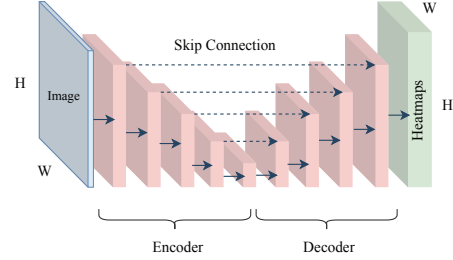 W
Skip Connection
H
Image
Heatmaps
H
W
Encoder
Decoder